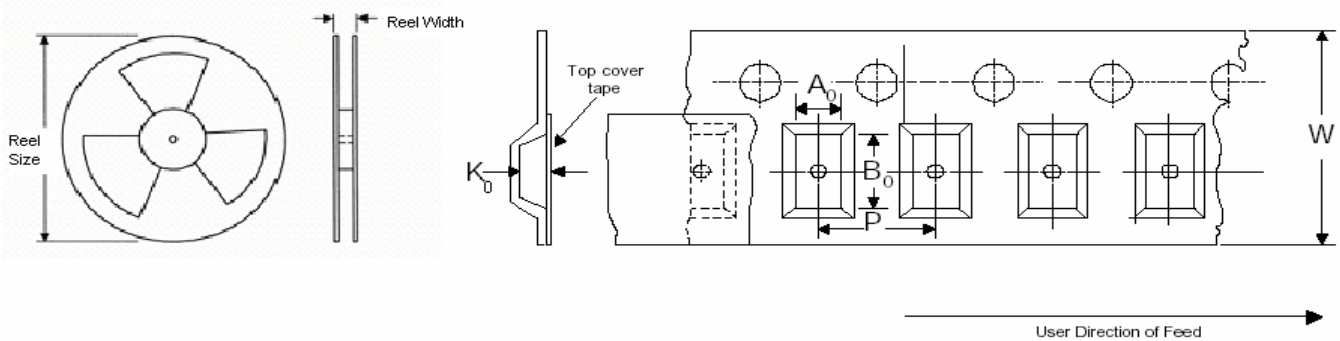 Reel Width
Reel
Size
Top cover
tape
K0
A0
B0
P
W
User Direction of Feed